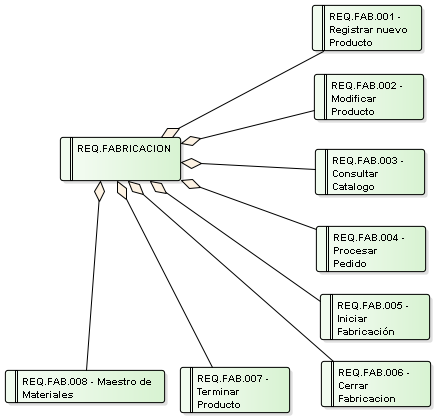 REQ.FAB.001 -
Registrar nuevo
Producto
REQ.FAB.002 -
Modificar
Producto
REQ.FABRICACION
REQ.FAB.003 -
Consultar
Catalogo
REQ.FAB.004 -
Procesar
Pedido
REQ.FAB.005 -
Iniciar
Fabricación
REQ.FAB.006 -
Cerrar
Fabricacion
REQ.FAB.007 -
Terminar
Producto
REQ.FAB.008 - Maestro de
Materiales